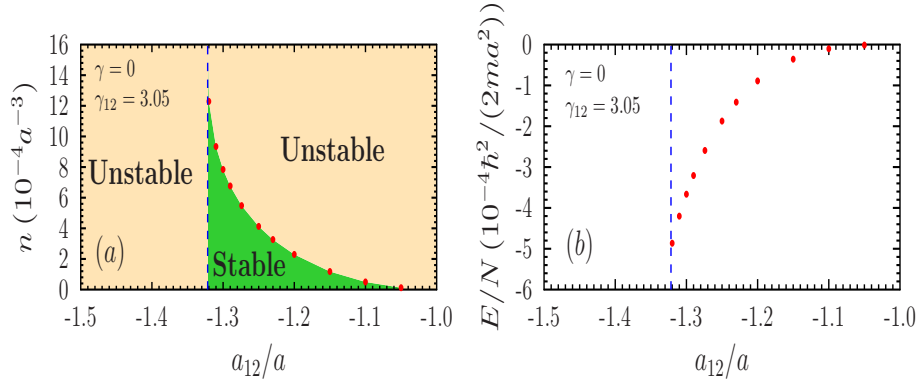 n (10⁻⁴a⁻³)
16
14
12
10
8
6
4
2
0
γ = 0
γ₁₂ = 3.05
Unstable
Unstable
Stable
(a)
-1.5 -1.4 -1.3 -1.2 -1.1 -1.0
a₁₂/a
E/N (10⁻⁴ħ²/(2ma²))
0
-1
-2
-3
-4
-5
-6
γ = 0
γ₁₂ = 3.05
(b)
-1.5 -1.4 -1.3 -1.2 -1.1 -1.0
a₁₂/a